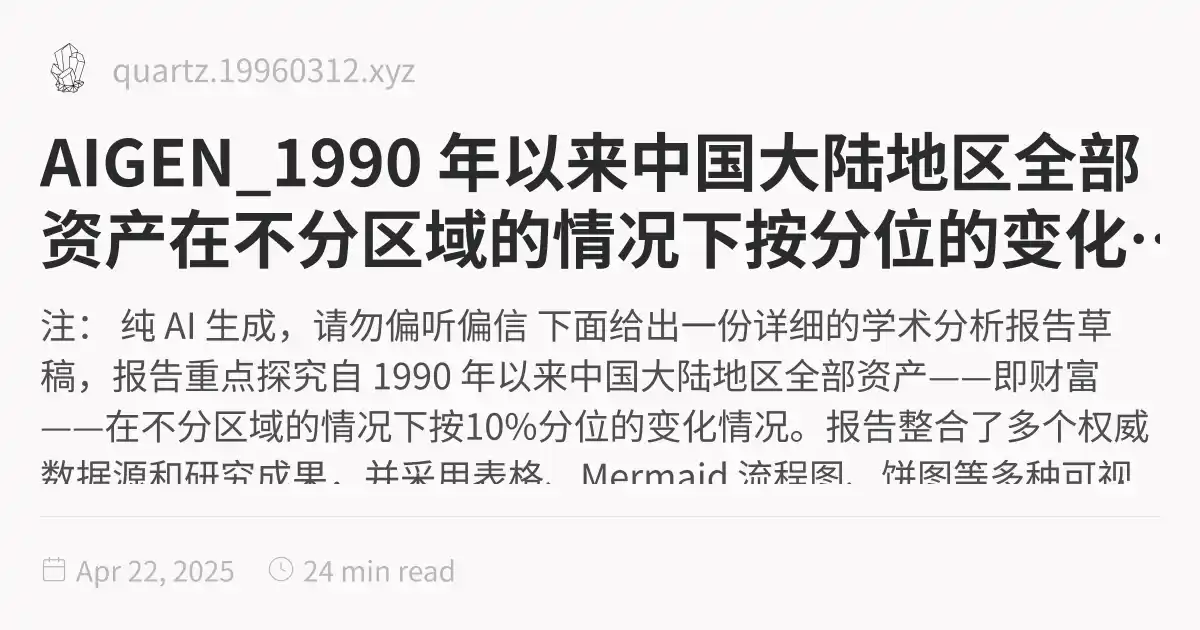 quartz.19960312.xyz
AIGEN_1990 年以来中国大陆地区全部
资产在不分区域的情况下按分位的变化…
注： 纯 AI 生成，请勿偏听偏信 下面给出一份详细的学术分析报告草
稿，报告重点探究自 1990 年以来中国大陆地区全部资产——即财富
——在不分区域的情况下按10%分位的变化情况。报告整合了多个权威
数据源和研究成果，并采用表格、Mermaid 流程图、饼图等多种可视
Apr 22, 2025 24 min read